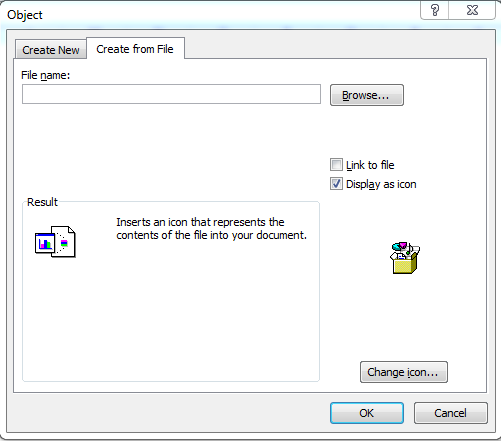 Object
?
Create New
Create from File
File name:
Browse...
Link to file
Display as icon
Result
Inserts an icon that represents the
contents of the file into your document.
Change icon...
OK
Cancel